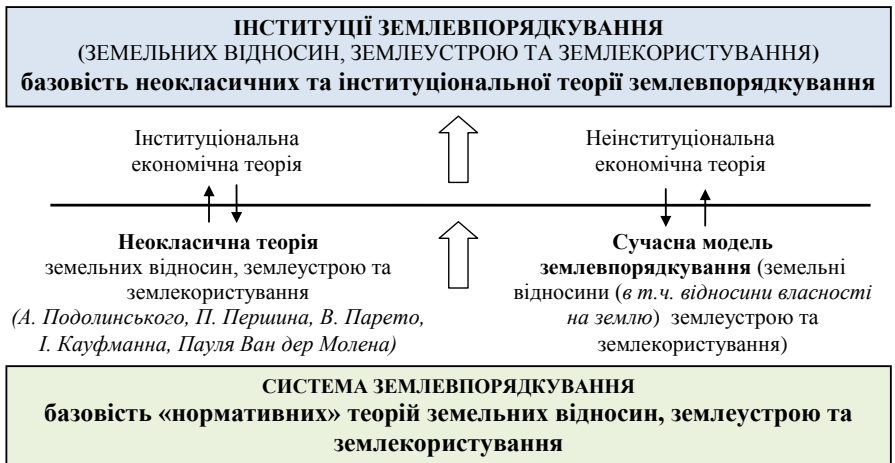 ІНСТИТУЦІЇ ЗЕМЛЕВПОРЯДКУВАННЯ
(ЗЕМЕЛЬНИХ ВІДНОСИН, ЗЕМЛЕУСТРОЮ ТА ЗЕМЛЕКОРИСТУВАННЯ)
базовість неокласичних та інституціональної теорії землевпорядкування
Інституціональна
економічна теорія
Неінституціональна
економічна теорія
Неокласична теорія
земельних відносин, землеустрою та
землекористування
(А. Подолинського, П. Першина, В. Парето,
І. Кауфманна, Пауля Ван дер Молена)
Сучасна модель
землевпорядкування (земельні
відносини (в т.ч. відносини власності
на землю) землеустрою та
землекористування)
СИСТЕМА ЗЕМЛЕВПОРЯДКУВАННЯ
базовість «нормативних» теорій земельних відносин, землеустрою та
землекористування